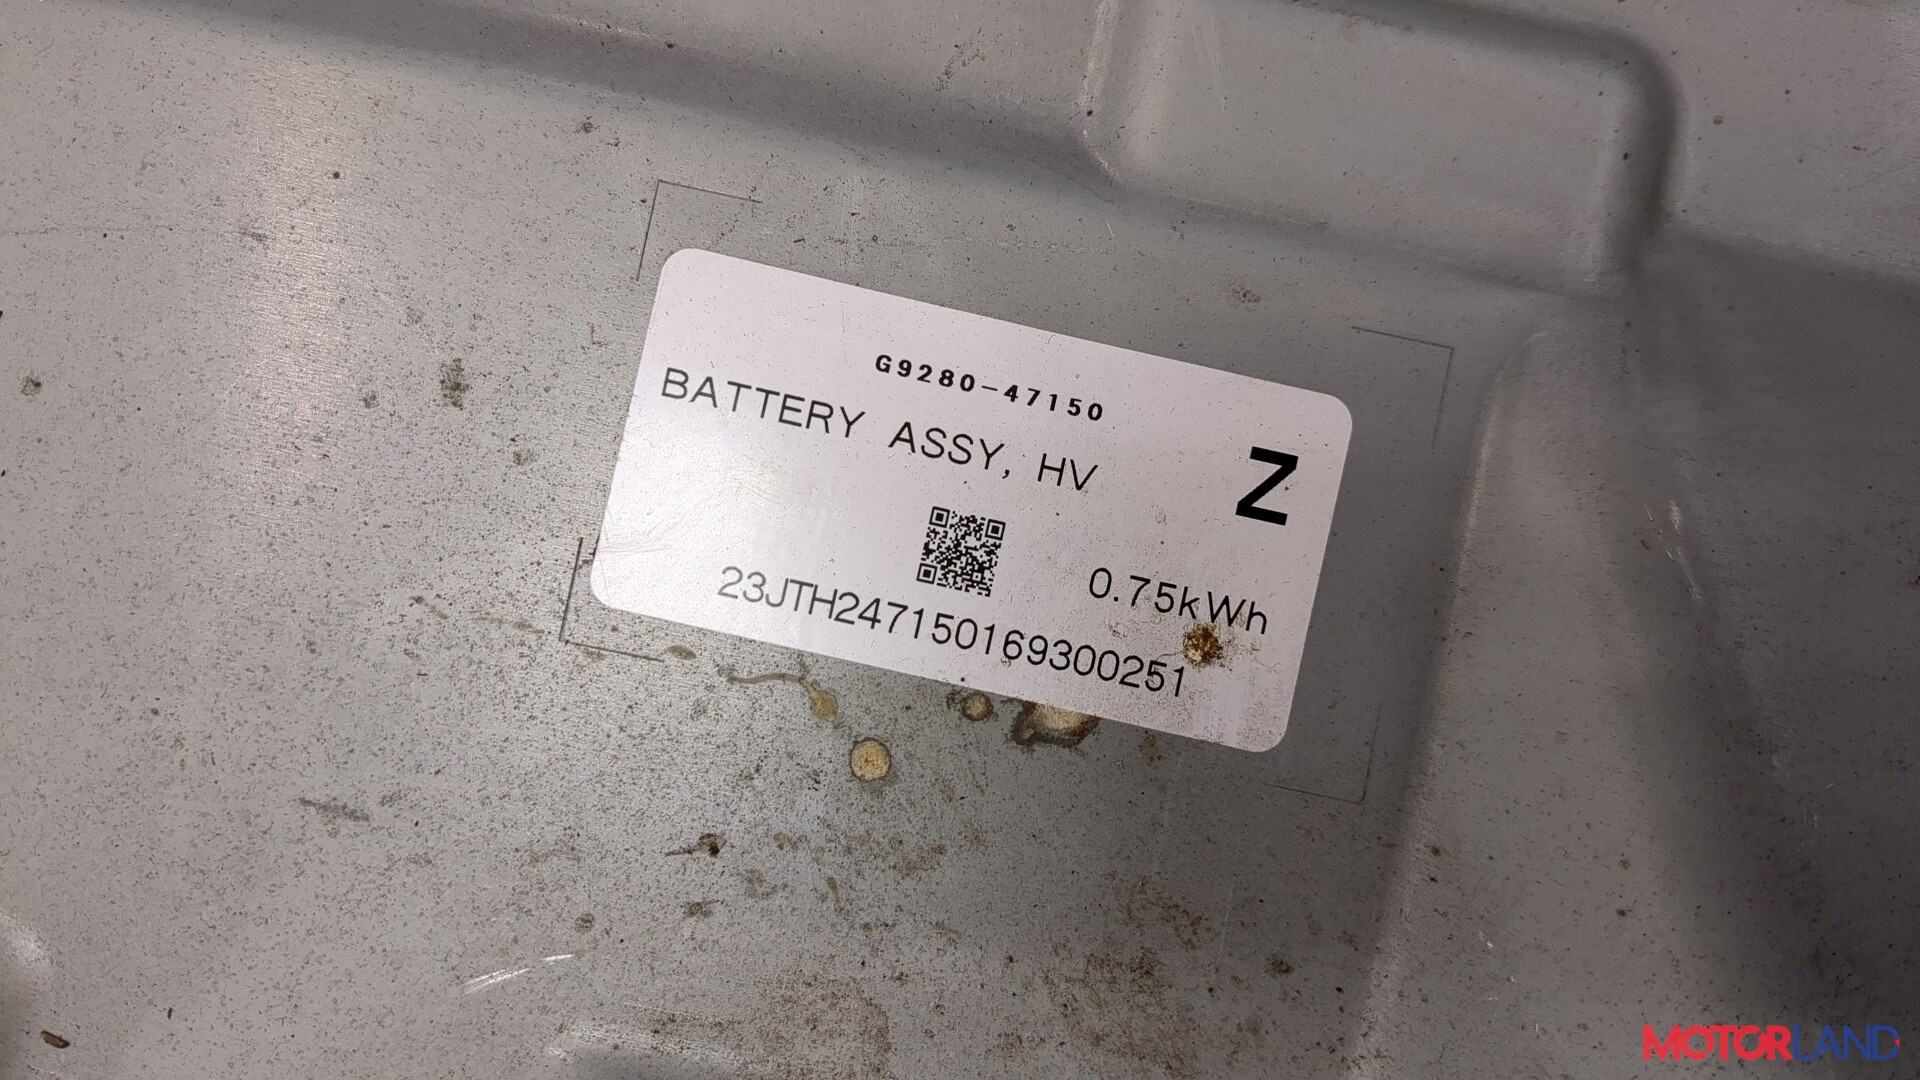 G9280-47150
BATTERY ASSY, HV
Z
0.75kWh
23JTH247150169300251
MOTORLAND